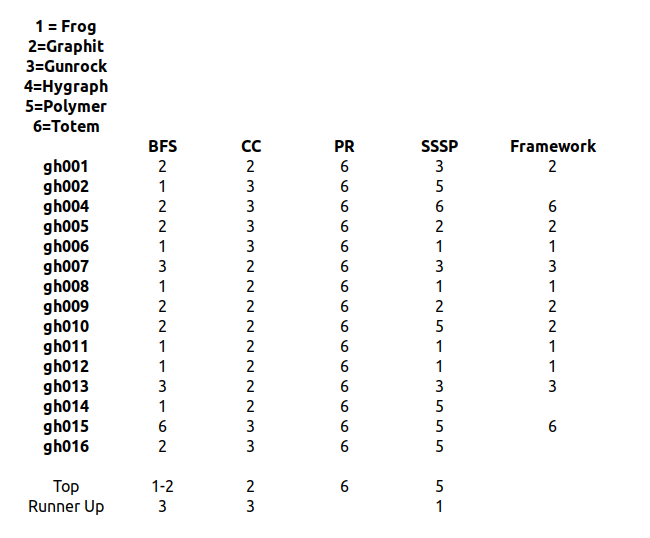 1 = Frog
2=Graphit
3=Gunrock
4=Hygraph
5=Polymer
6=Totem
BFS CC PR SSSP Framework
gh001 2 2 6 3 2
gh002 1 3 6 5
gh004 2 3 6 6 6
gh005 2 3 6 2 2
gh006 1 3 6 1 1
gh007 3 2 6 3 3
gh008 1 2 6 1 1
gh009 2 2 6 2 2
gh010 2 2 6 5 2
gh011 1 2 6 1 1
gh012 1 2 6 1 1
gh013 3 2 6 3 3
gh014 1 2 6 5
gh015 6 3 6 5 6
gh016 2 3 6 5
Top 1-2 2 6 5
Runner Up 3 3 1